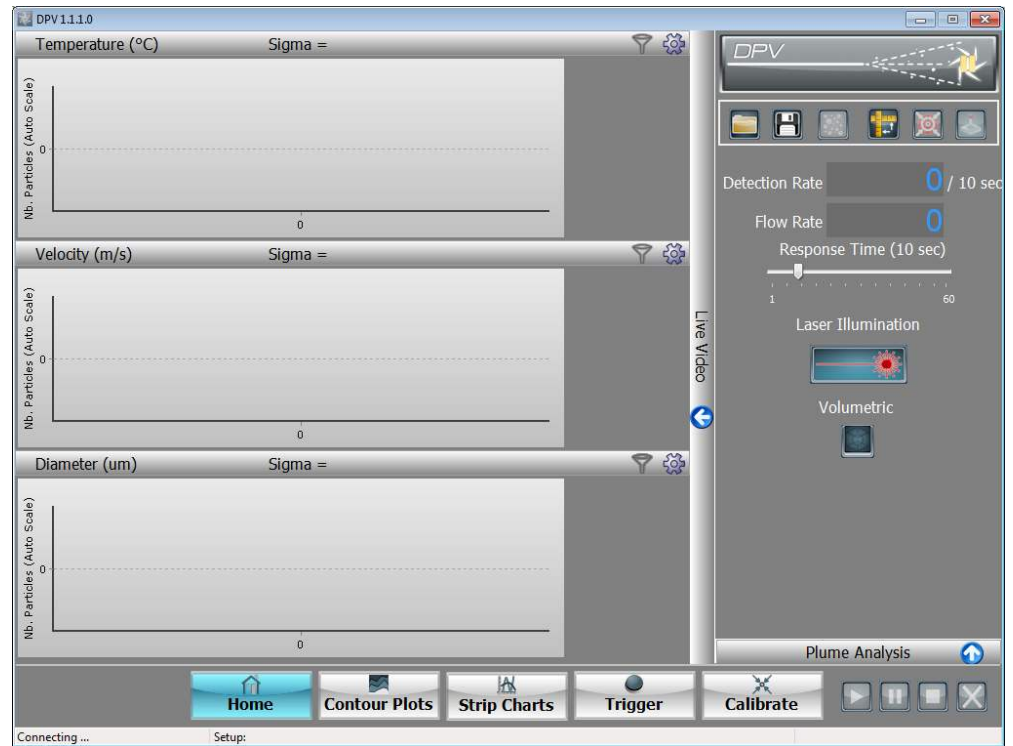 DPV 1.1.1.0
Temperature (°C) Sigma =
Nb. Particles (Auto Scale)
0
0
Velocity (m/s) Sigma =
Nb. Particles (Auto Scale)
0
0
Diameter (um) Sigma =
Nb. Particles (Auto Scale)
0
0
Live Video
DPV
Detection Rate 0 / 10 sec
Flow Rate 0
Response Time (10 sec)
1 60
Laser Illumination
Volumetric
Plume Analysis
Home Contour Plots Strip Charts Trigger Calibrate
Connecting ... Setup: